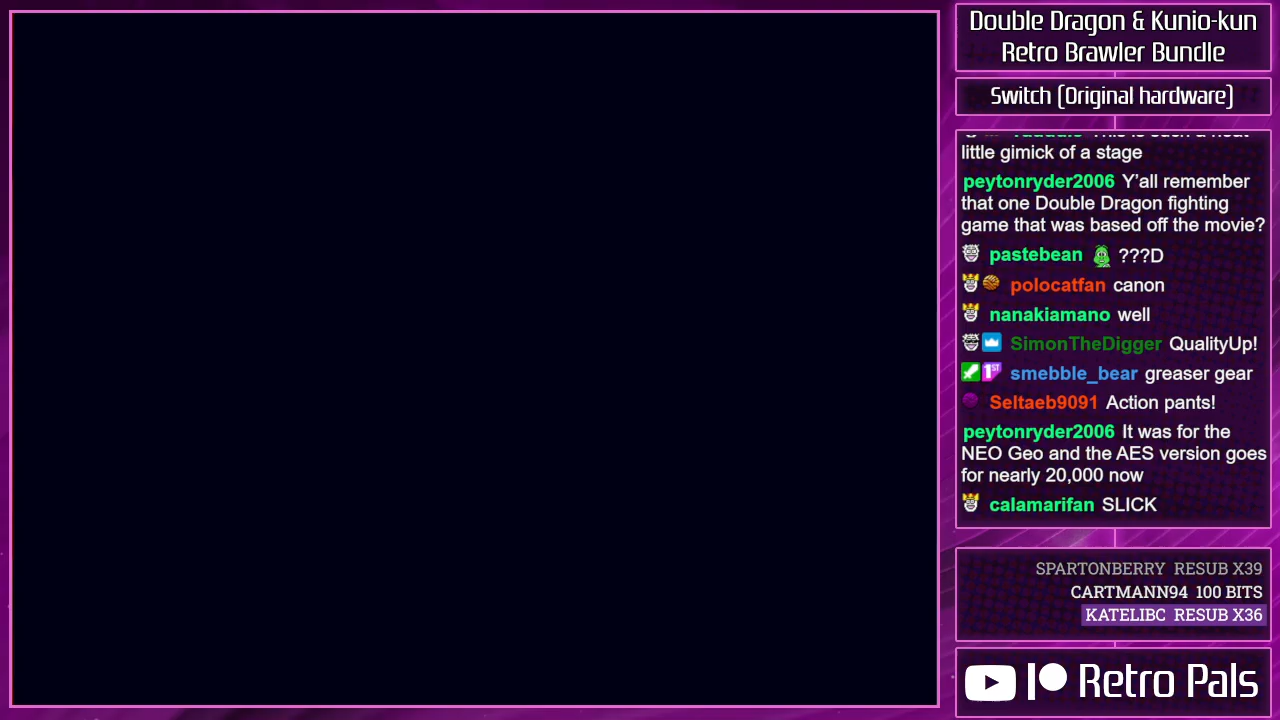 Double Dragon & Kunio-kun
Retro Brawler Bundle
Switch (Original hardware)
little gimick of a stage
peytonryder2006 Y'all remember
that one Double Dragon fighting
game that was based off the movie?
pastebean ???D
polocatfan canon
nanakiamano well
SimonTheDigger QualityUp!
smebble_bear greaser gear
Seltaeb9091 Action pants!
peytonryder2006 It was for the
NEO Geo and the AES version goes
for nearly 20,000 now
calamarifan SLICK
SPARTONBERRY RESUB X39
CARTMANN94 100 BITS
KATELIBC RESUB X36
Retro Pals